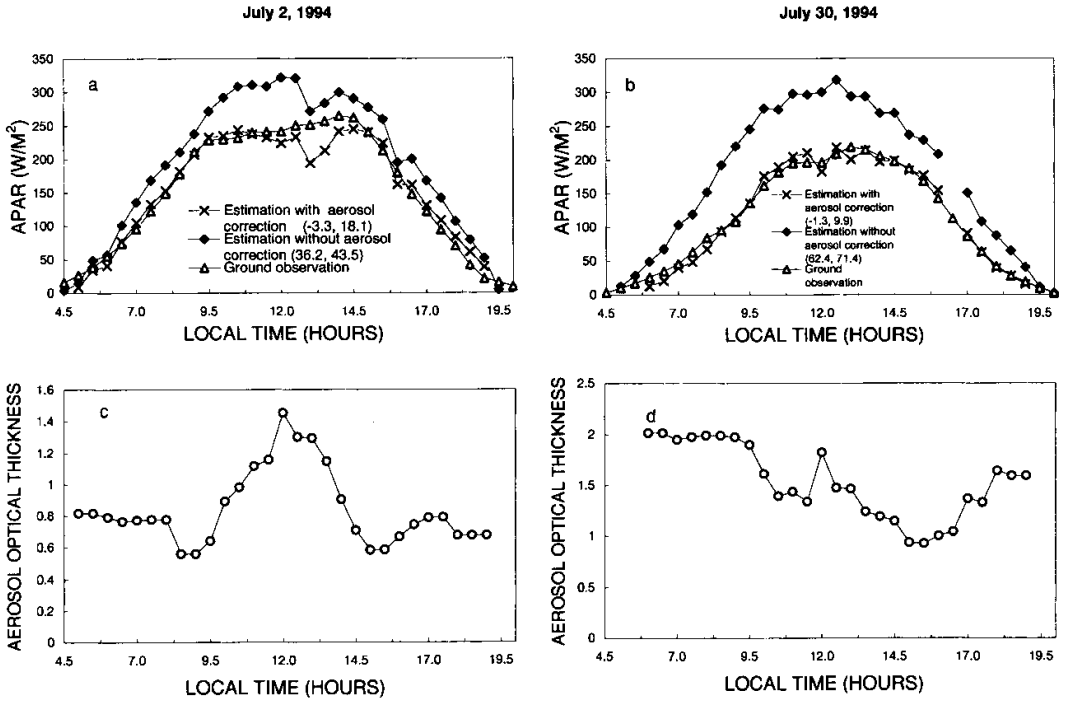 July 2, 1994
July 30, 1994
a
APAR (W/M²)
350
300
250
200
150
100
50
0
Estimation with aerosol
correction (-3.3, 18.1)
Estimation without aerosol
correction (36.2, 43.5)
Ground observation
4.5 7.0 9.5 12.0 14.5 17.0 19.5
LOCAL TIME (HOURS)
b
APAR (W/M²)
350
300
250
200
150
100
50
0
Estimation with
aerosol correction
(-1.3, 9.9)
Estimation without
aerosol correction
(62.4, 71.4)
Ground
observation
4.5 7.0 9.5 12.0 14.5 17.0 19.5
LOCAL TIME (HOURS)
c
AEROSOL OPTICAL THICKNESS
1.6
1.4
1.2
1
0.8
0.6
0.4
0.2
0
4.5 7.0 9.5 12.0 14.5 17.0 19.5
LOCAL TIME (HOURS)
d
AEROSOL OPTICAL THICKNESS
2.5
2
1.5
1
0.5
0
4.5 7.0 9.5 12.0 14.5 17.0 19.5
LOCAL TIME (HOURS)